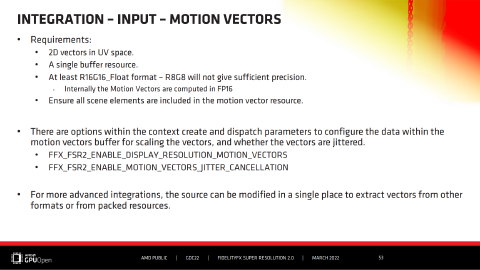 INTEGRATION – INPUT – MOTION VECTORS
• Requirements:
• 2D vectors in UV space.
• A single buffer resource.
• At least R16G16_Float format – R8G8 will not give sufficient precision.
- Internally the Motion Vectors are computed in FP16
• Ensure all scene elements are included in the motion vector resource.
• There are options within the context create and dispatch parameters to configure the data within the
motion vectors buffer for scaling the vectors, and whether the vectors are jittered.
• FFX_FSR2_ENABLE_DISPLAY_RESOLUTION_MOTION_VECTORS
• FFX_FSR2_ENABLE_MOTION_VECTORS_JITTER_CANCELLATION
• For more advanced integrations, the source can be modified in a single place to extract vectors from other
formats or from packed resources.
AMD
GPUOpen
AMD PUBLIC | GDC22 | FIDELITYFX SUPER RESOLUTION 2.0 | MARCH 2022
53